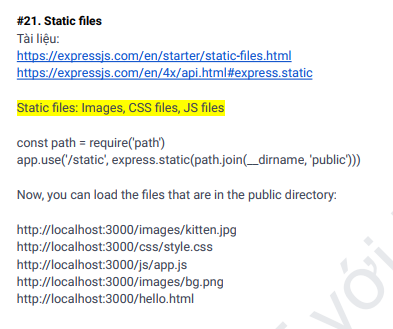 #21. Static files
Tài liệu:
https://expressjs.com/en/starter/static-files.html
https://expressjs.com/en/4x/api.html#express.static
Static files: Images, CSS files, JS files
const path = require('path')
app.use('/static', express.static(path.join(__dirname, 'public')))
Now, you can load the files that are in the public directory:
http://localhost:3000/images/kitten.jpg
http://localhost:3000/css/style.css
http://localhost:3000/js/app.js
http://localhost:3000/images/bg.png
http://localhost:3000/hello.html
với